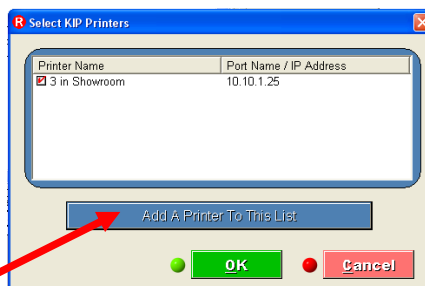 R Select KIP Printers
Printer Name Port Name / IP Address
3 in Showroom 10.10.1.25
Add A Printer To This List
OK Cancel